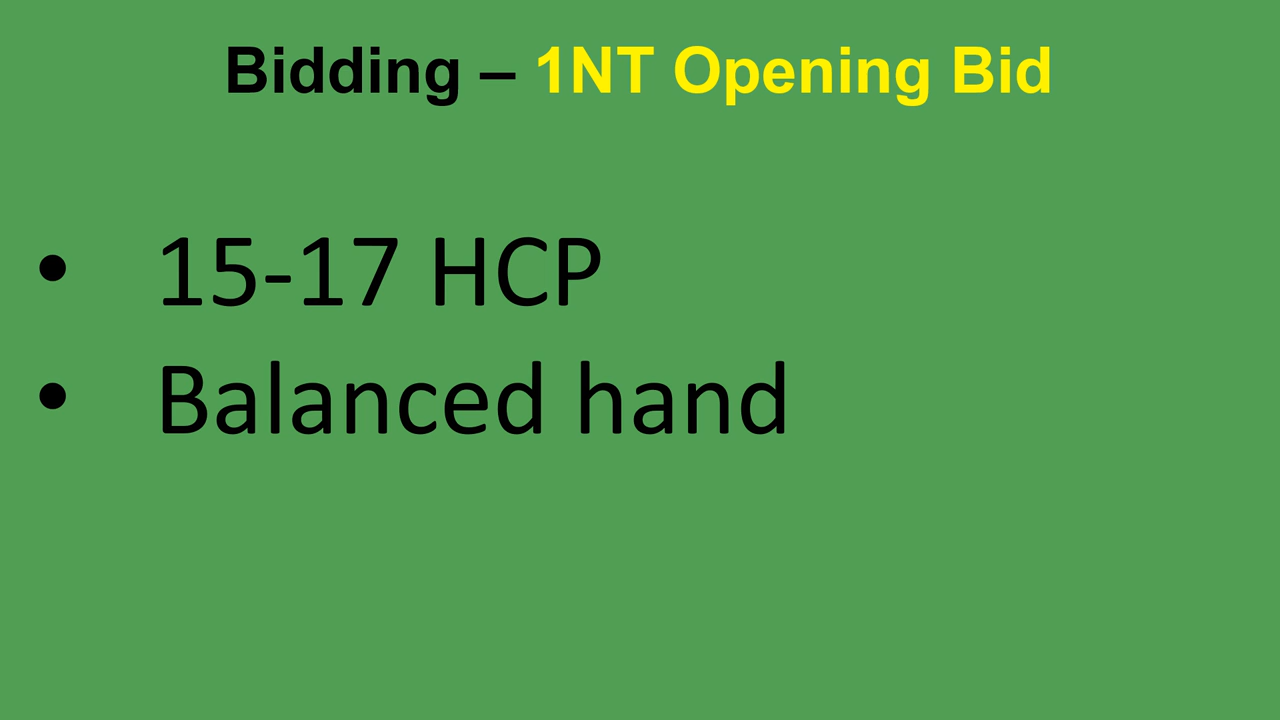 Bidding – 1NT Opening Bid
• 15-17 HCP
• Balanced hand